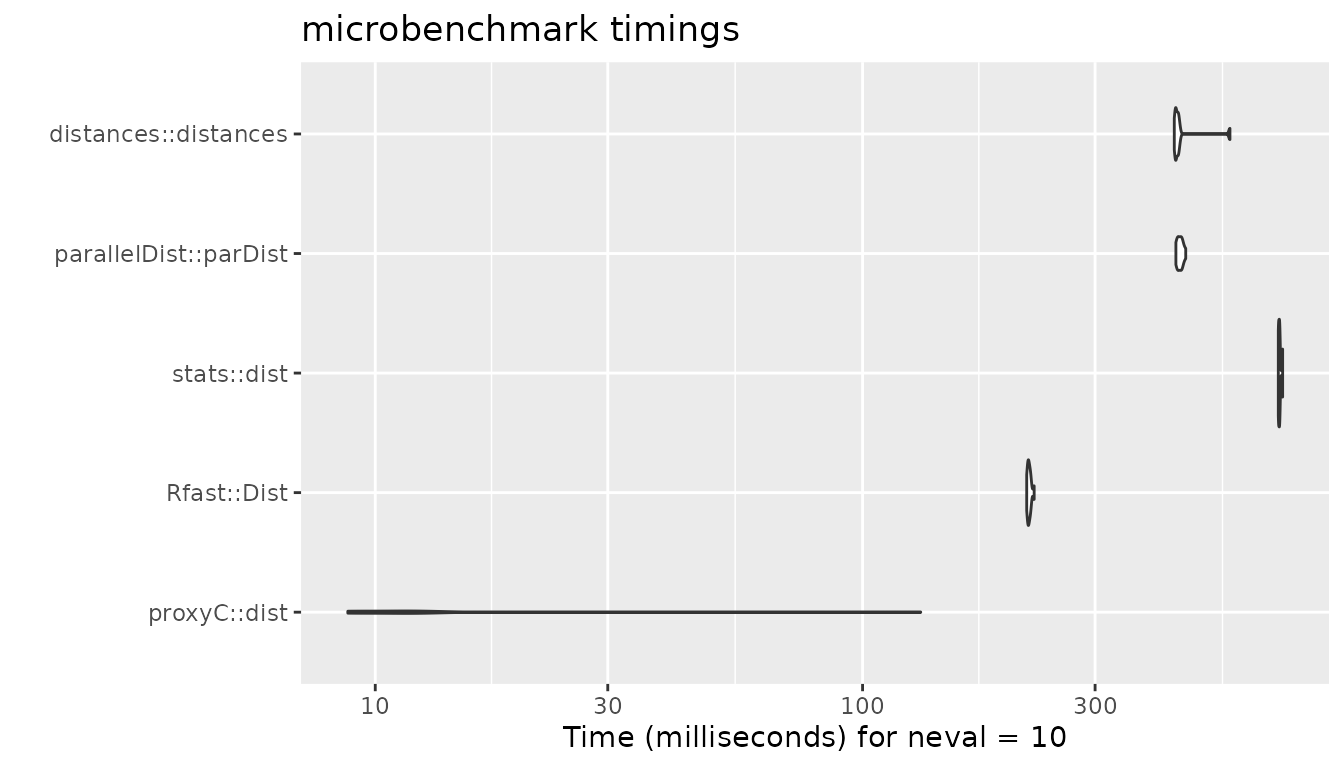 microbenchmark timings
distances::distances
parallelDist::parDist
stats::dist
Rfast::Dist
proxyC::dist
10 30 100 300
Time (milliseconds) for neval = 10